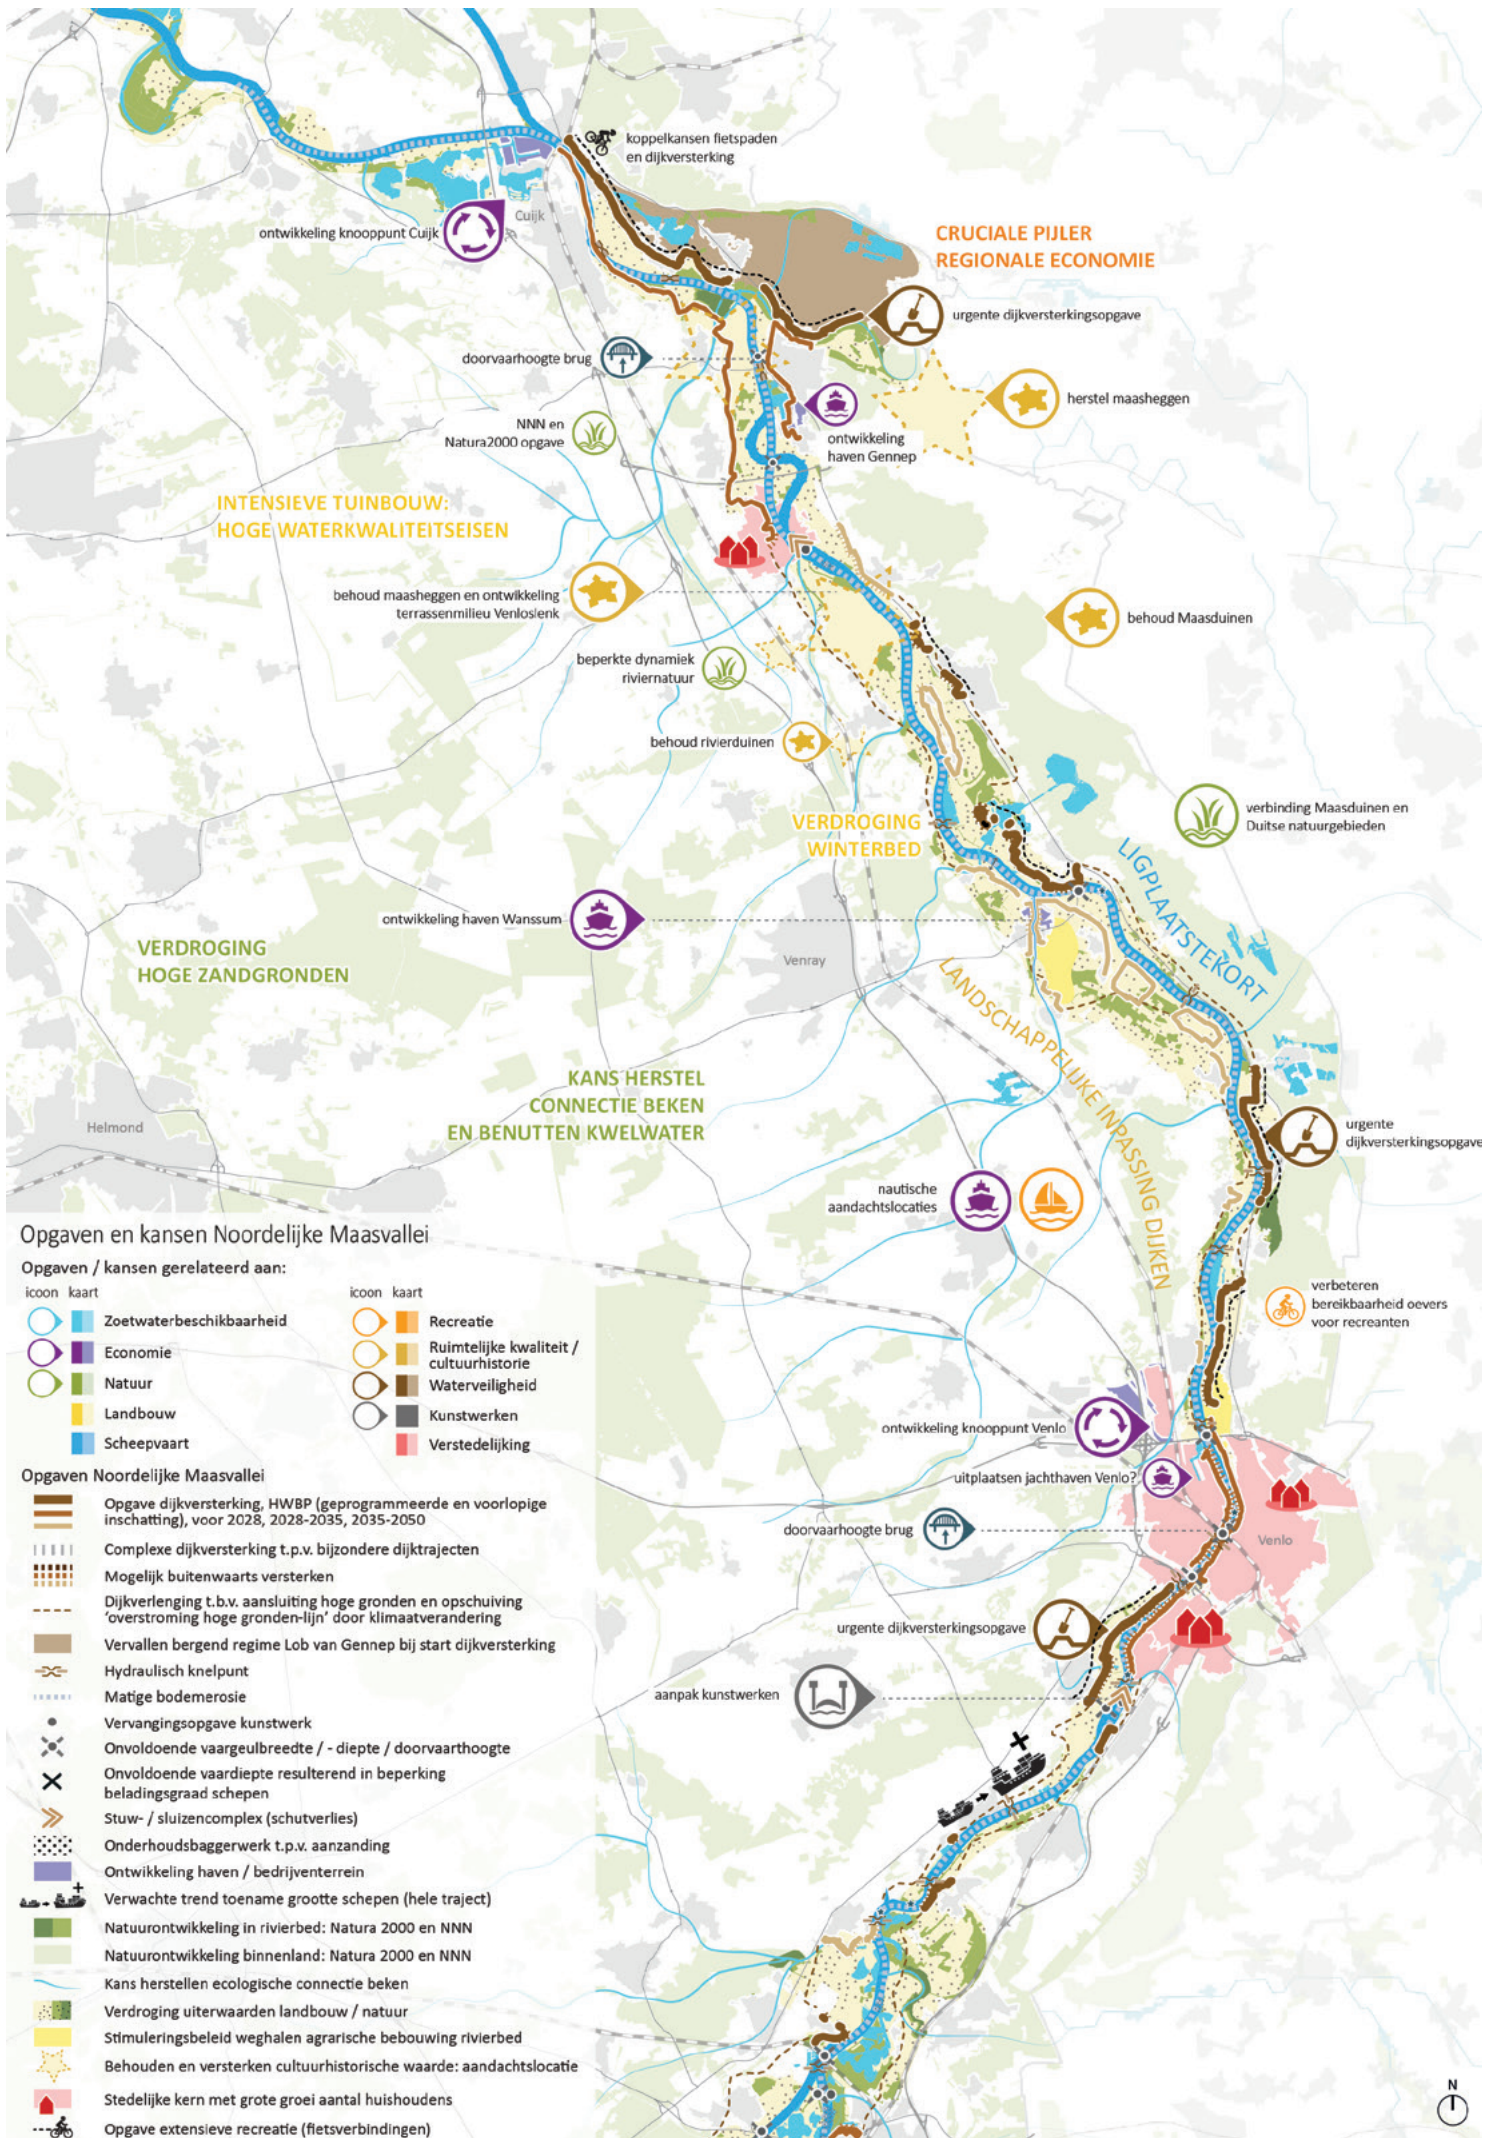 koppelkansen fietspaden
en dijkversterking
Cuijk
ontwikkeling knooppunt Cuijk
CRUCIALE PIJLER
REGIONALE ECONOMIE
urgente dijkversterkingsopgave
doorvaarhoogte brug
herstel maasheggen
NNN en
Natura2000 opgave
ontwikkeling
haven Gennep
INTENSIEVE TUINBOUW:
HOGE WATERKWALITEITSEISEN
behoud maasheggen en ontwikkeling
terrassenmilieu Venloslenk
behoud Maasduinen
beperkte dynamiek
riviernatuur
behoud rivierduinen
verbinding Maasduinen en
Duitse natuurgebieden
VERDROGING
WINTERBED
LIGPLAATSTEKORT
ontwikkeling haven Wanssum
VERDROGING
HOGE ZANDGRONDEN
Venray
LANDSCHAPPELIJKE INPASSING DIJKEN
KANS HERSTEL
CONNECTIE BEKEN
EN BENUTTEN KWELWATER
Helmond
urgente
dijkversterkingsopgave
nautische
aandachtslocaties
verbeteren
bereikbaarheid oevers
voor recreanten
ontwikkeling knooppunt Venlo
uitplaatsen jachthaven Venlo?
doorvaarhoogte brug
Venlo
urgente dijkversterkingsopgave
aanpak kunstwerken
Opgaven en kansen Noordelijke Maasvallei
Opgaven / kansen gerelateerd aan:
icoon kaart
Zoetwaterbeschikbaarheid
Economie
Natuur
Landbouw
Scheepvaart
icoon kaart
Recreatie
Ruimtelijke kwaliteit /
cultuurhistorie
Waterveiligheid
Kunstwerken
Verstedelijking
Opgaven Noordelijke Maasvallei
Opgave dijkversterking, HWBP (geprogrammeerde en voorlopige
inschatting), voor 2028, 2028-2035, 2035-2050
Complexe dijkversterking t.p.v. bijzondere dijktrajecten
Mogelijk buitenwaarts versterken
Dijkverlenging t.b.v. aansluiting hoge gronden en opschuiving
'overstroming hoge gronden-lijn' door klimaatverandering
Vervallen bergend regime Lob van Gennep bij start dijkversterking
Hydraulisch knelpunt
Matige bodemerosie
Vervangingsopgave kunstwerk
Onvoldoende vaargeulbreedte / - diepte / doorvaarthoogte
Onvoldoende vaardiepte resulterend in beperking
beladingsgraad schepen
Stuw- / sluizencomplex (schutverlies)
Onderhoudsbaggerwerk t.p.v. aanzanding
Ontwikkeling haven / bedrijventerrein
Verwachte trend toename grootte schepen (hele traject)
Natuurontwikkeling in rivierbed: Natura 2000 en NNN
Natuurontwikkeling binnenland: Natura 2000 en NNN
Kans herstellen ecologische connectie beken
Verdroging uiterwaarden landbouw / natuur
Stimuleringsbeleid weghalen agrarische bebouwing rivierbed
Behouden en versterken cultuurhistorische waarde: aandachtslocatie
Stedelijke kern met grote groei aantal huishoudens
Opgave extensieve recreatie (fietsverbindingen)
N